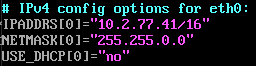 # IPv4 config options for eth0:
IPADDRS[0]="10.2.77.41/16"
NETMASK[0]="255.255.0.0"
USE_DHCP[0]="no"